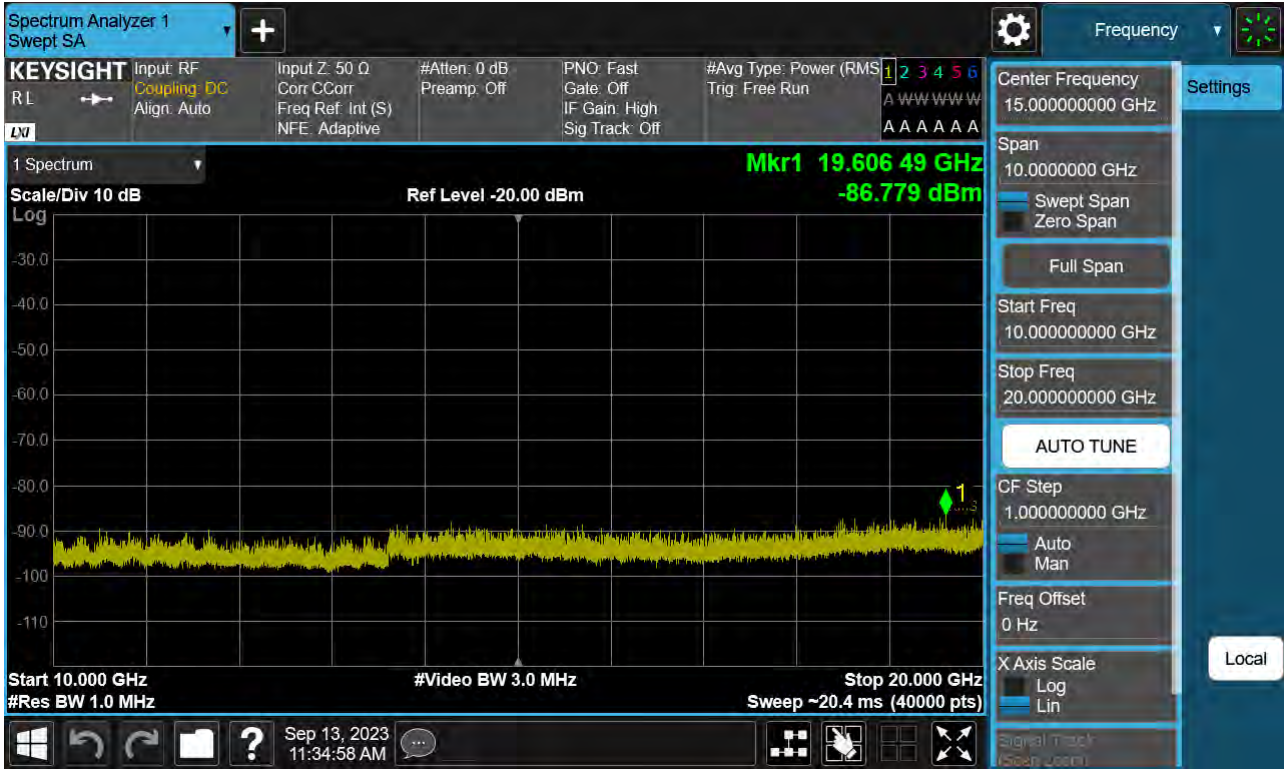 Spectrum Analyzer 1
Swept SA
Frequency
KEYSIGHT
R L
LXI
Input: RF
Coupling: DC
Align: Auto
Input Z: 50 Ω
Corr CCorr
Freq Ref: Int (S)
NFE: Adaptive
#Atten: 0 dB
Preamp: Off
PNO: Fast
Gate: Off
IF Gain: High
Sig Track: Off
#Avg Type: Power (RMS
Trig: Free Run
1 2 3 4 5 6
A W W W W W
A A A A A A
1 Spectrum
Scale/Div 10 dB
Log
Ref Level -20.00 dBm
Mkr1 19.606 49 GHz
-86.779 dBm
-30.0
-40.0
-50.0
-60.0
-70.0
-80.0
-90.0
-100
-110
1
Start 10.000 GHz
#Res BW 1.0 MHz
#Video BW 3.0 MHz
Stop 20.000 GHz
Sweep ~20.4 ms (40000 pts)
Center Frequency
15.000000000 GHz
Span
10.0000000 GHz
Swept Span
Zero Span
Full Span
Start Freq
10.000000000 GHz
Stop Freq
20.000000000 GHz
AUTO TUNE
CF Step
1.000000000 GHz
Auto
Man
Freq Offset
0 Hz
X Axis Scale
Log
Lin
Signal Track
(Span Zoom)
Settings
Local
?
Sep 13, 2023
11:34:58 AM